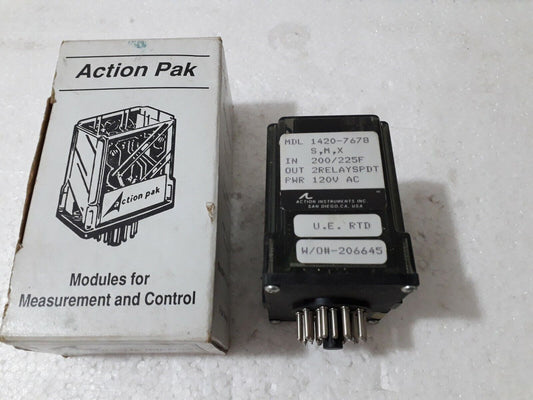 Action Pak
Action pak
Modules for
Measurement and Control
MDL 1420-7678
S,M,X
IN 200/225F
OUT 2RELAYSPDT
PWR 120V AC
ACTION INSTRUMENTS INC.
SAN DIEGO, CA. USA
U.E. RTD
W/O#-206645